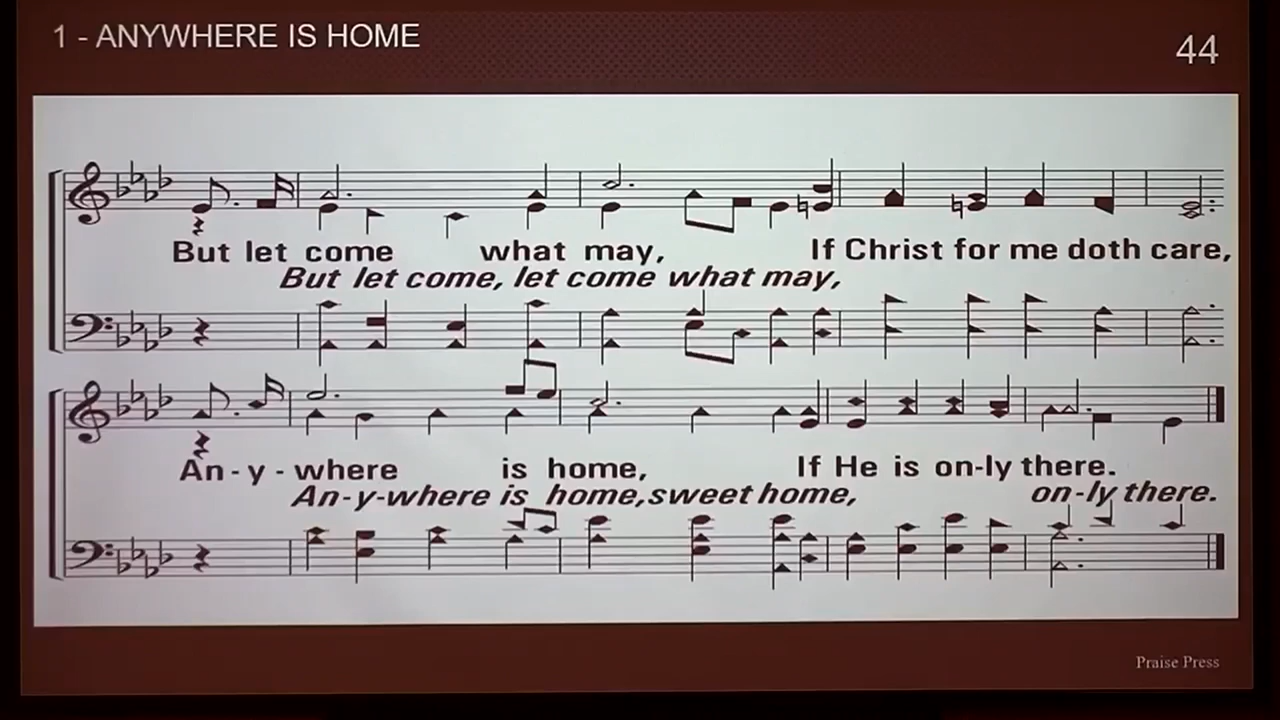 1 - ANYWHERE IS HOME
44
But let come what may, If Christ for me doth care,
But let come, let come what may,
An - y - where is home, If He is on-ly there.
An-y-where is home, sweet home, on-ly there.
Praise Press